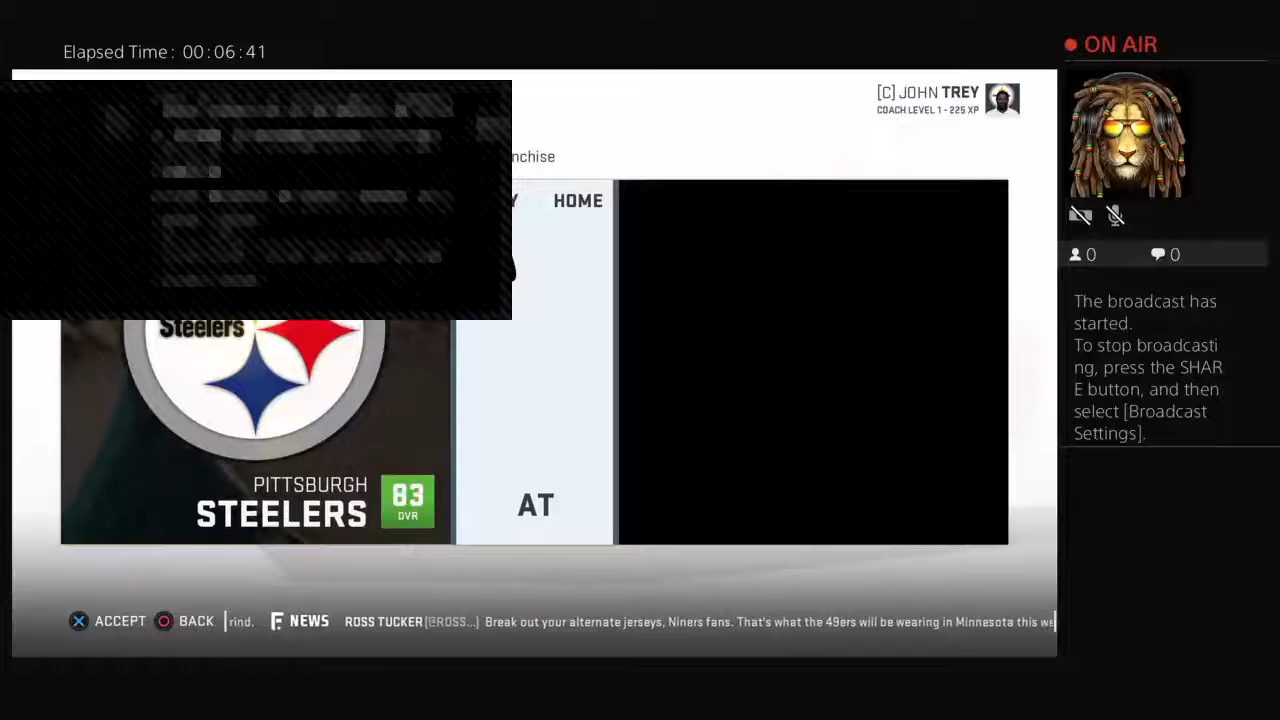 Elapsed Time: 00:06:41
ON AIR
[C] JOHN TREY
COACH LEVEL 1 - 225 XP
HOME
Steelers
PITTSBURGH
STEELERS
83
OVR
AT
0
0
The broadcast has
started.
To stop broadcasti
ng, press the SHAR
E button, and then
select [Broadcast
Settings].
ACCEPT
BACK
rind.
NEWS
ROSS TUCKER [@ROSS...] Break out your alternate jerseys, Niners fans. That's what the 49ers will be wearing in Minnesota this